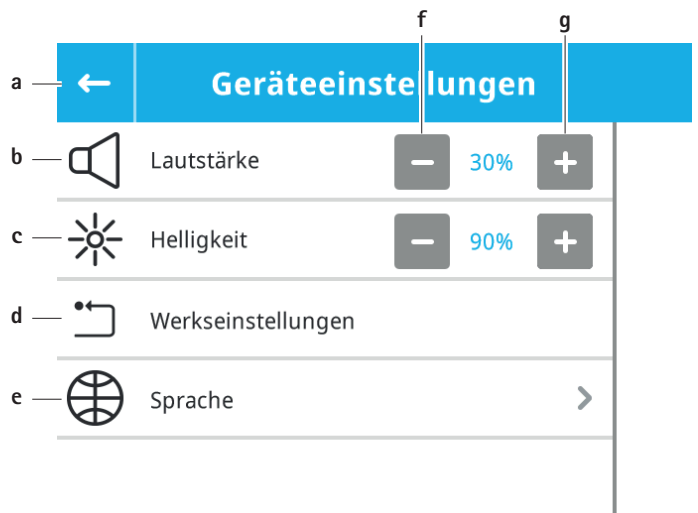 f g
a Geräteeinstellungen
b Lautstärke 30%
c Helligkeit 90%
d Werkseinstellungen
e Sprache